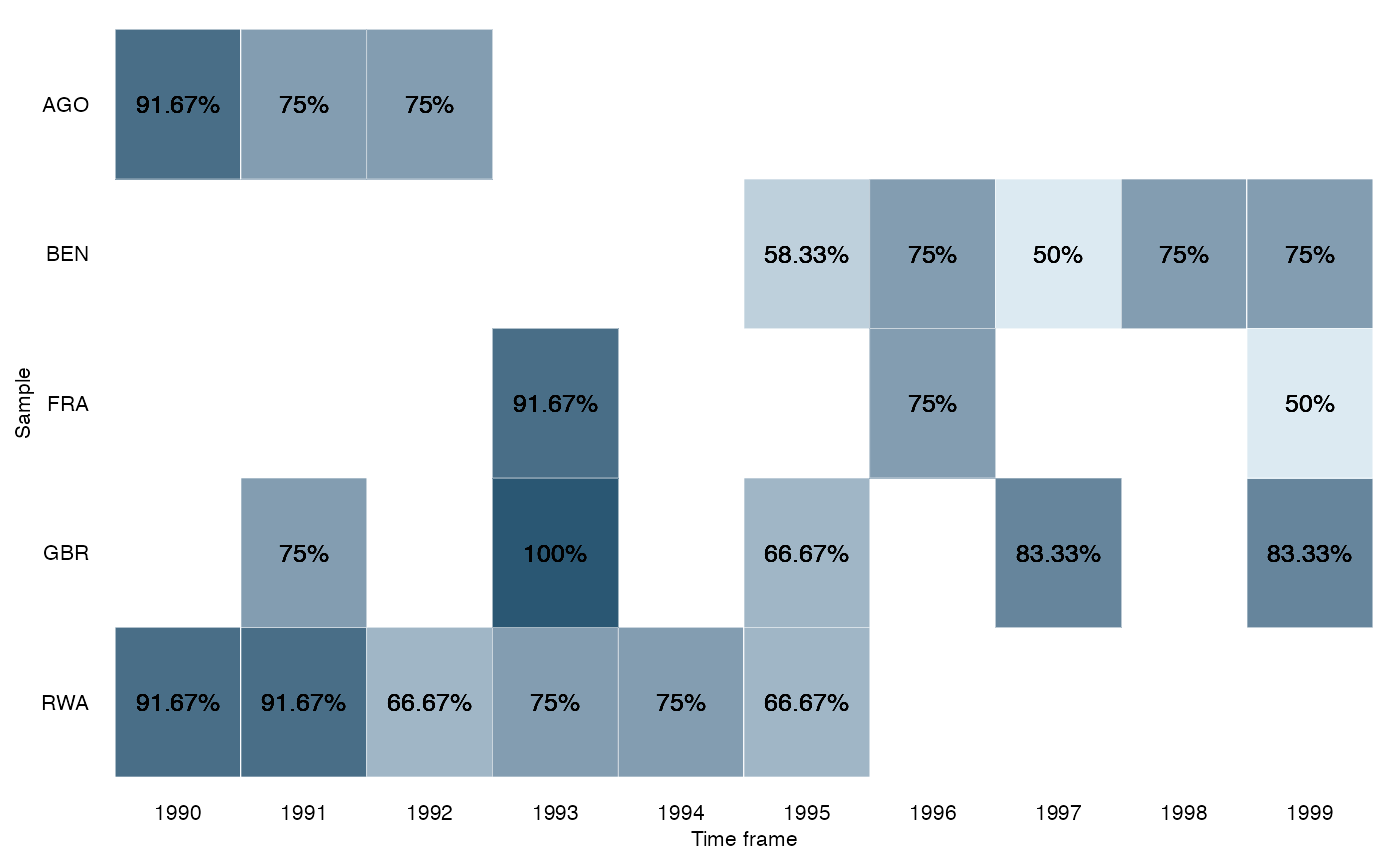 AGO 91.67% 75% 75%
BEN 58.33% 75% 50% 75% 75%
Sample
FRA 91.67% 75% 50%
GBR 75% 100% 66.67% 83.33% 83.33%
RWA 91.67% 91.67% 66.67% 75% 75% 66.67%
1990 1991 1992 1993 1994 1995 1996 1997 1998 1999
Time frame